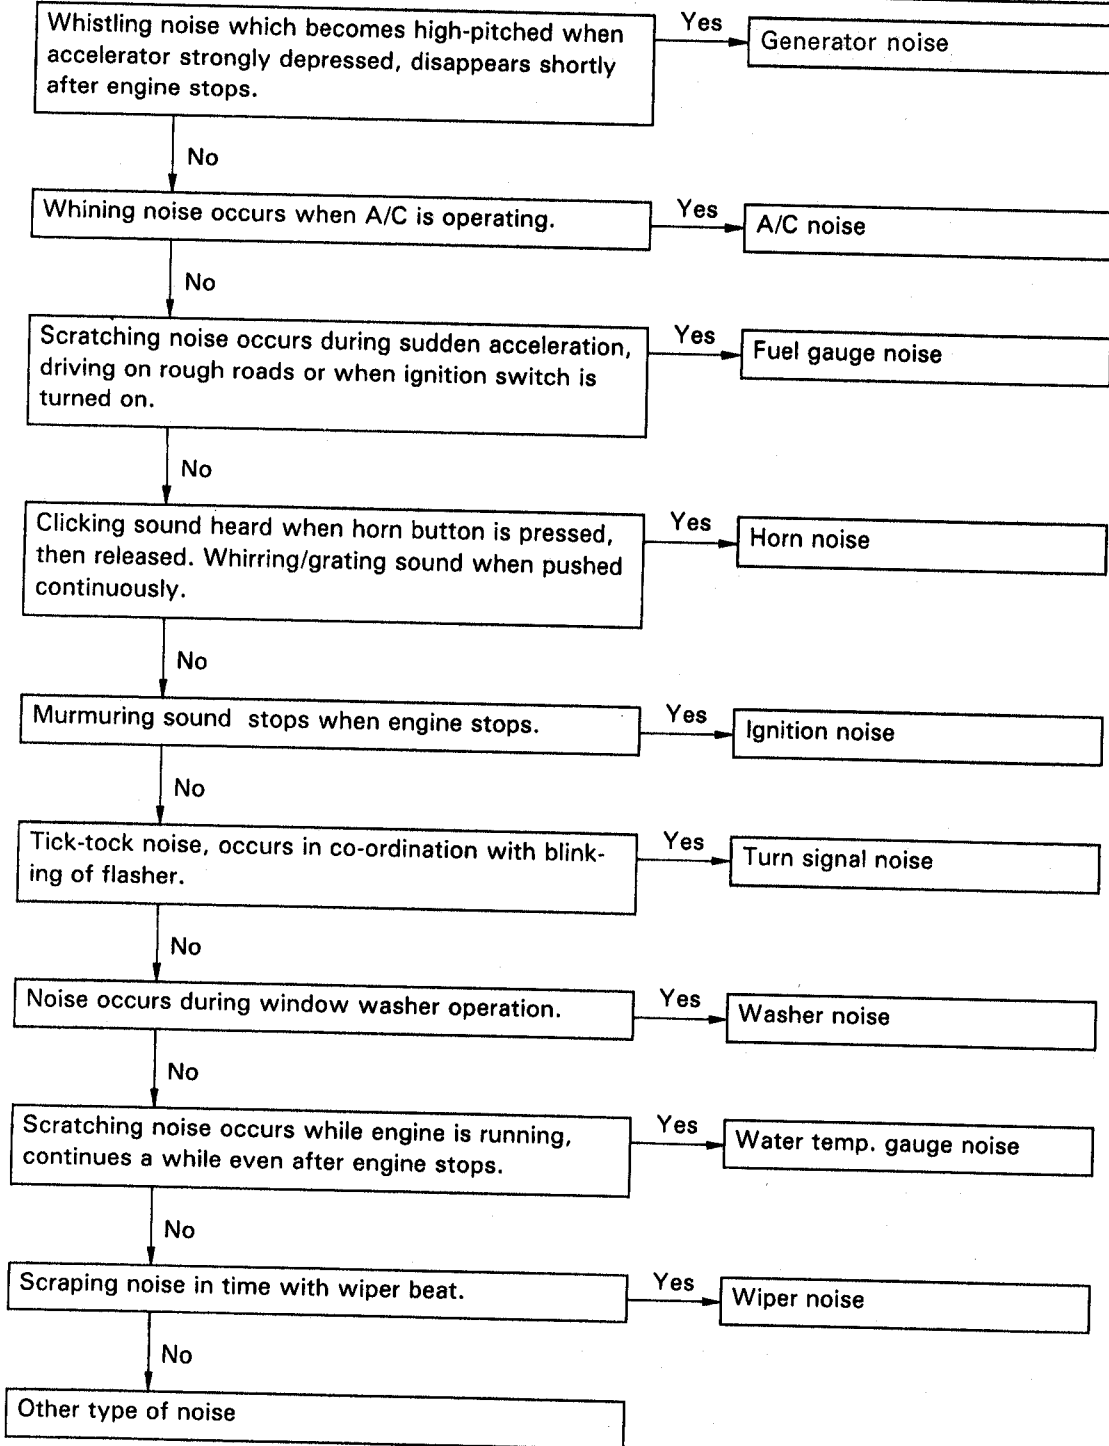 Whistling noise which becomes high-pitched when
accelerator strongly depressed, disappears shortly
after engine stops.
Yes
Generator noise
No
Whining noise occurs when A/C is operating.
Yes
A/C noise
No
Scratching noise occurs during sudden acceleration,
driving on rough roads or when ignition switch is
turned on.
Yes
Fuel gauge noise
No
Clicking sound heard when horn button is pressed,
then released. Whirring/grating sound when pushed
continuously.
Yes
Horn noise
No
Murmuring sound stops when engine stops.
Yes
Ignition noise
No
Tick-tock noise, occurs in co-ordination with blink-
ing of flasher.
Yes
Turn signal noise
No
Noise occurs during window washer operation.
Yes
Washer noise
No
Scratching noise occurs while engine is running,
continues a while even after engine stops.
Yes
Water temp. gauge noise
No
Scraping noise in time with wiper beat.
Yes
Wiper noise
No
Other type of noise